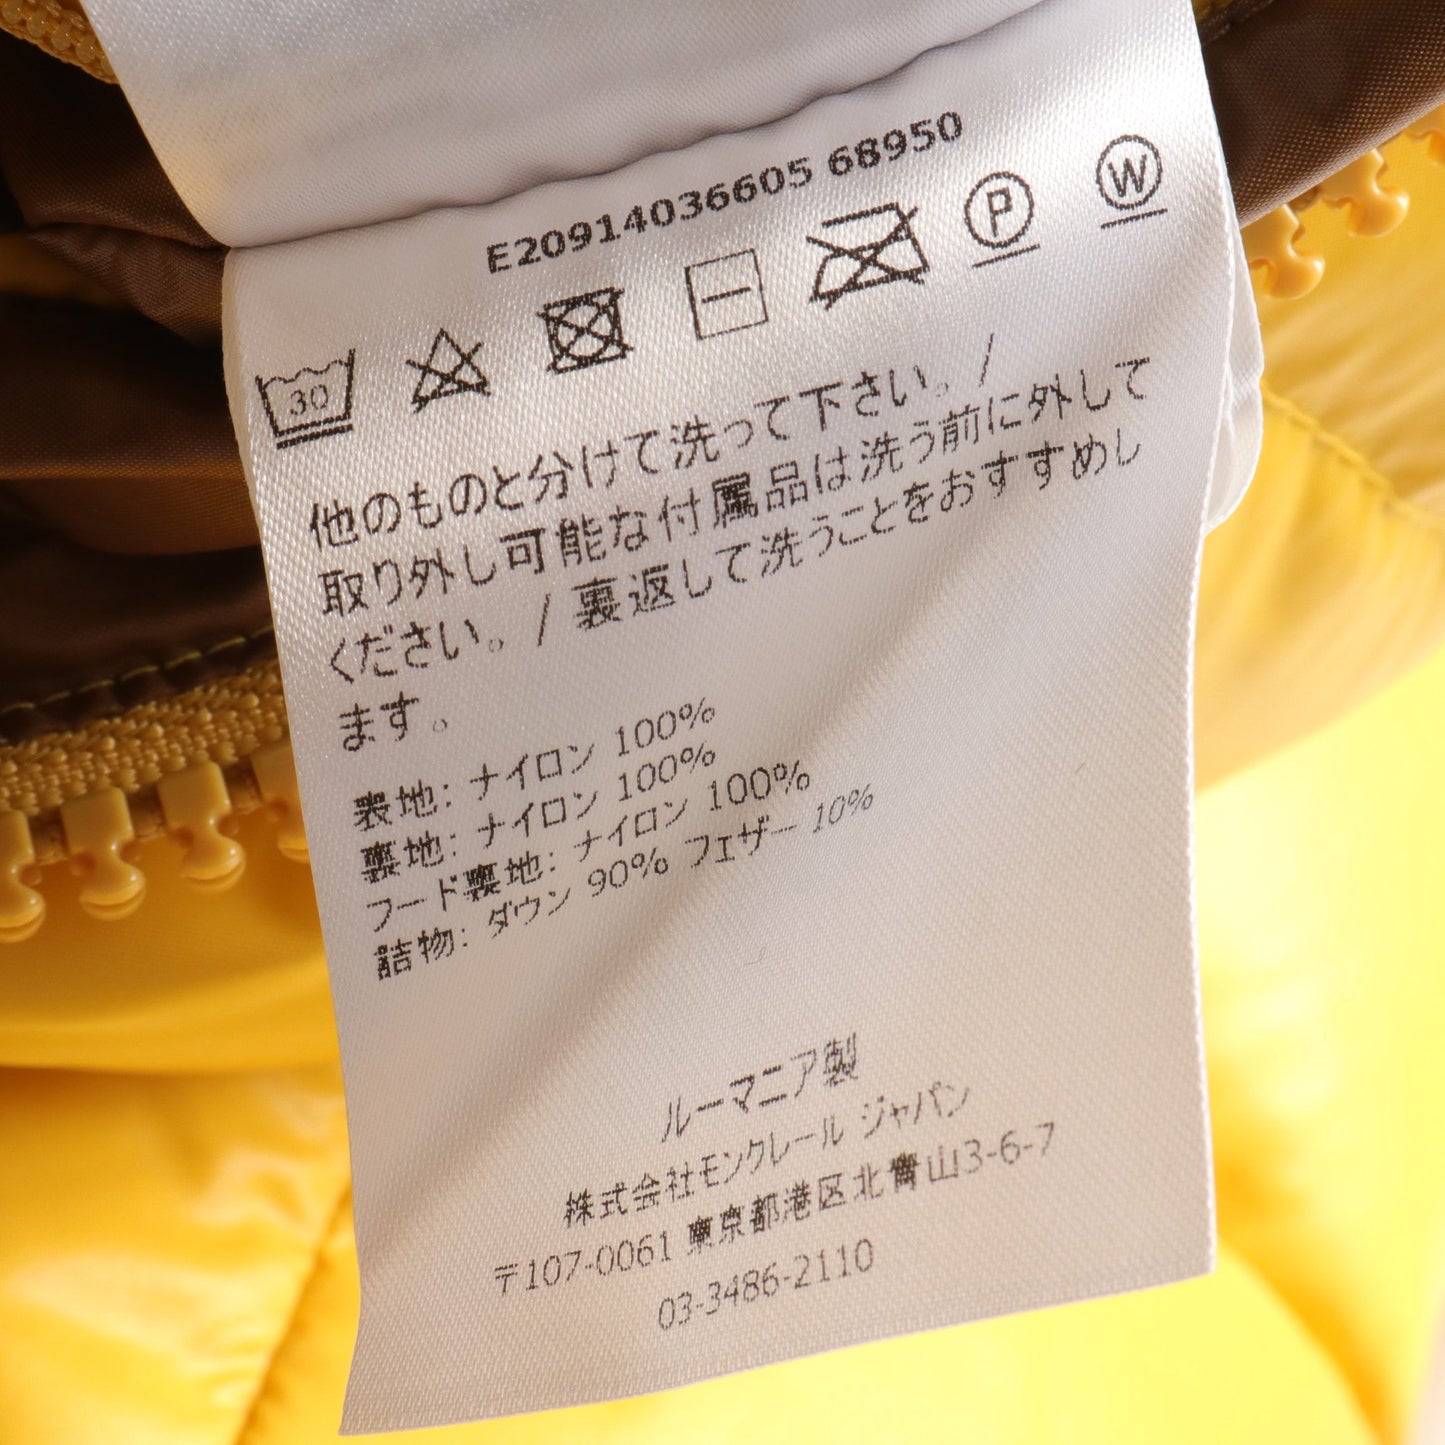 E20914036605 68950
30 P W
他のものと分けて洗って下さい。/
取り外し可能な付属品は洗う前に外して
ください。/ 裏返して洗うことをおすすめし
ます。
表地: ナイロン 100%
裏地: ナイロン 100%
フード裏地: ナイロン 100%
詰物: ダウン 90% フェザー 10%
ルーマニア製
株式会社モンクレール ジャパン
〒107-0061 東京都港区北青山3-6-7
03-3486-2110